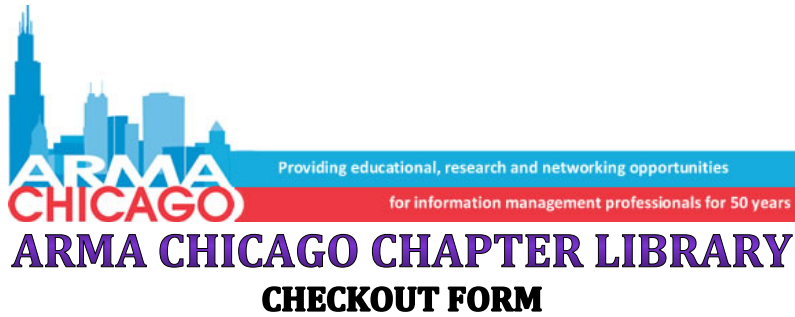 ARMA
CHICAGO
Providing educational, research and networking opportunities
for information management professionals for 50 years
ARMA CHICAGO CHAPTER LIBRARY
CHECKOUT FORM